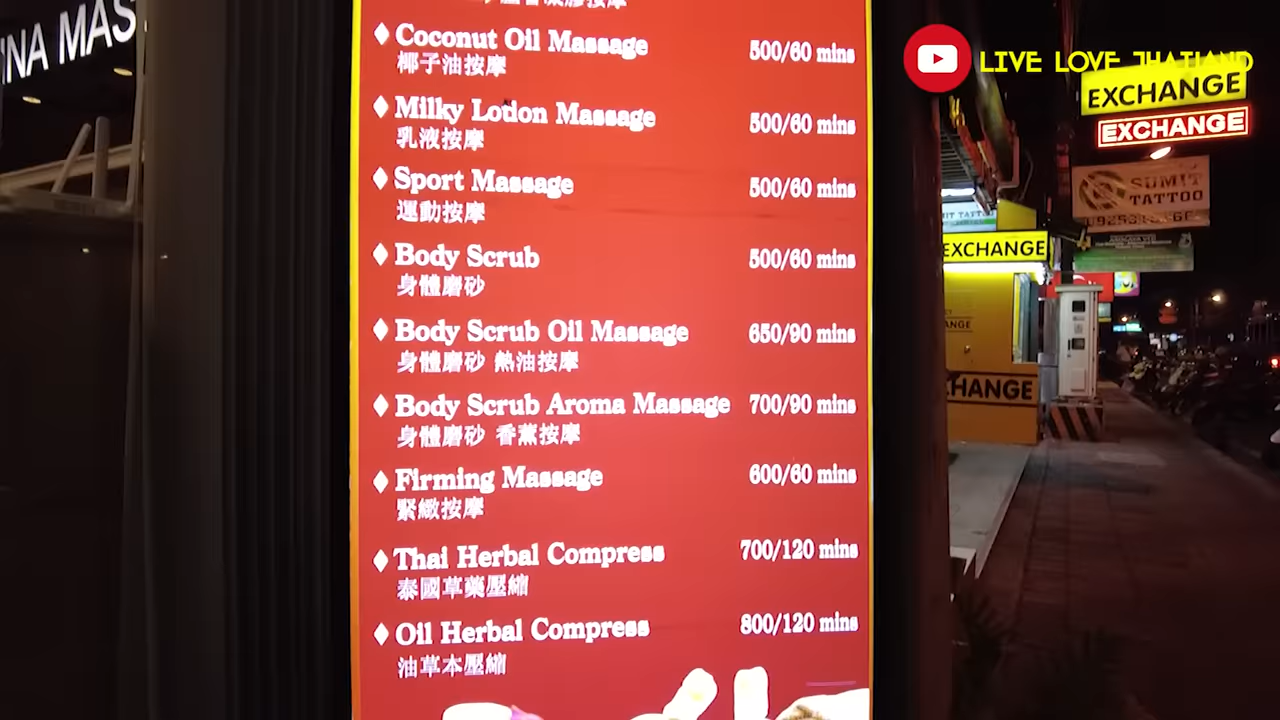 INA MAS
Coconut Oil Massage 500/60 mins
椰子油按摩
Milky Lotion Massage 500/60 mins
乳液按摩
Sport Massage 500/60 mins
運動按摩
Body Scrub 500/60 mins
身體磨砂
Body Scrub Oil Massage 650/90 mins
身體磨砂 熱油按摩
Body Scrub Aroma Massage 700/90 mins
身體磨砂 香薰按摩
Firming Massage 600/60 mins
緊緻按摩
Thai Herbal Compress 700/120 mins
泰國草藥壓縮
Oil Herbal Compress 800/120 mins
油草本壓縮
LIVE LOVE THAILAND
EXCHANGE
EXCHANGE
SUMIT
TATTOO
EXCHANGE
CHANGE